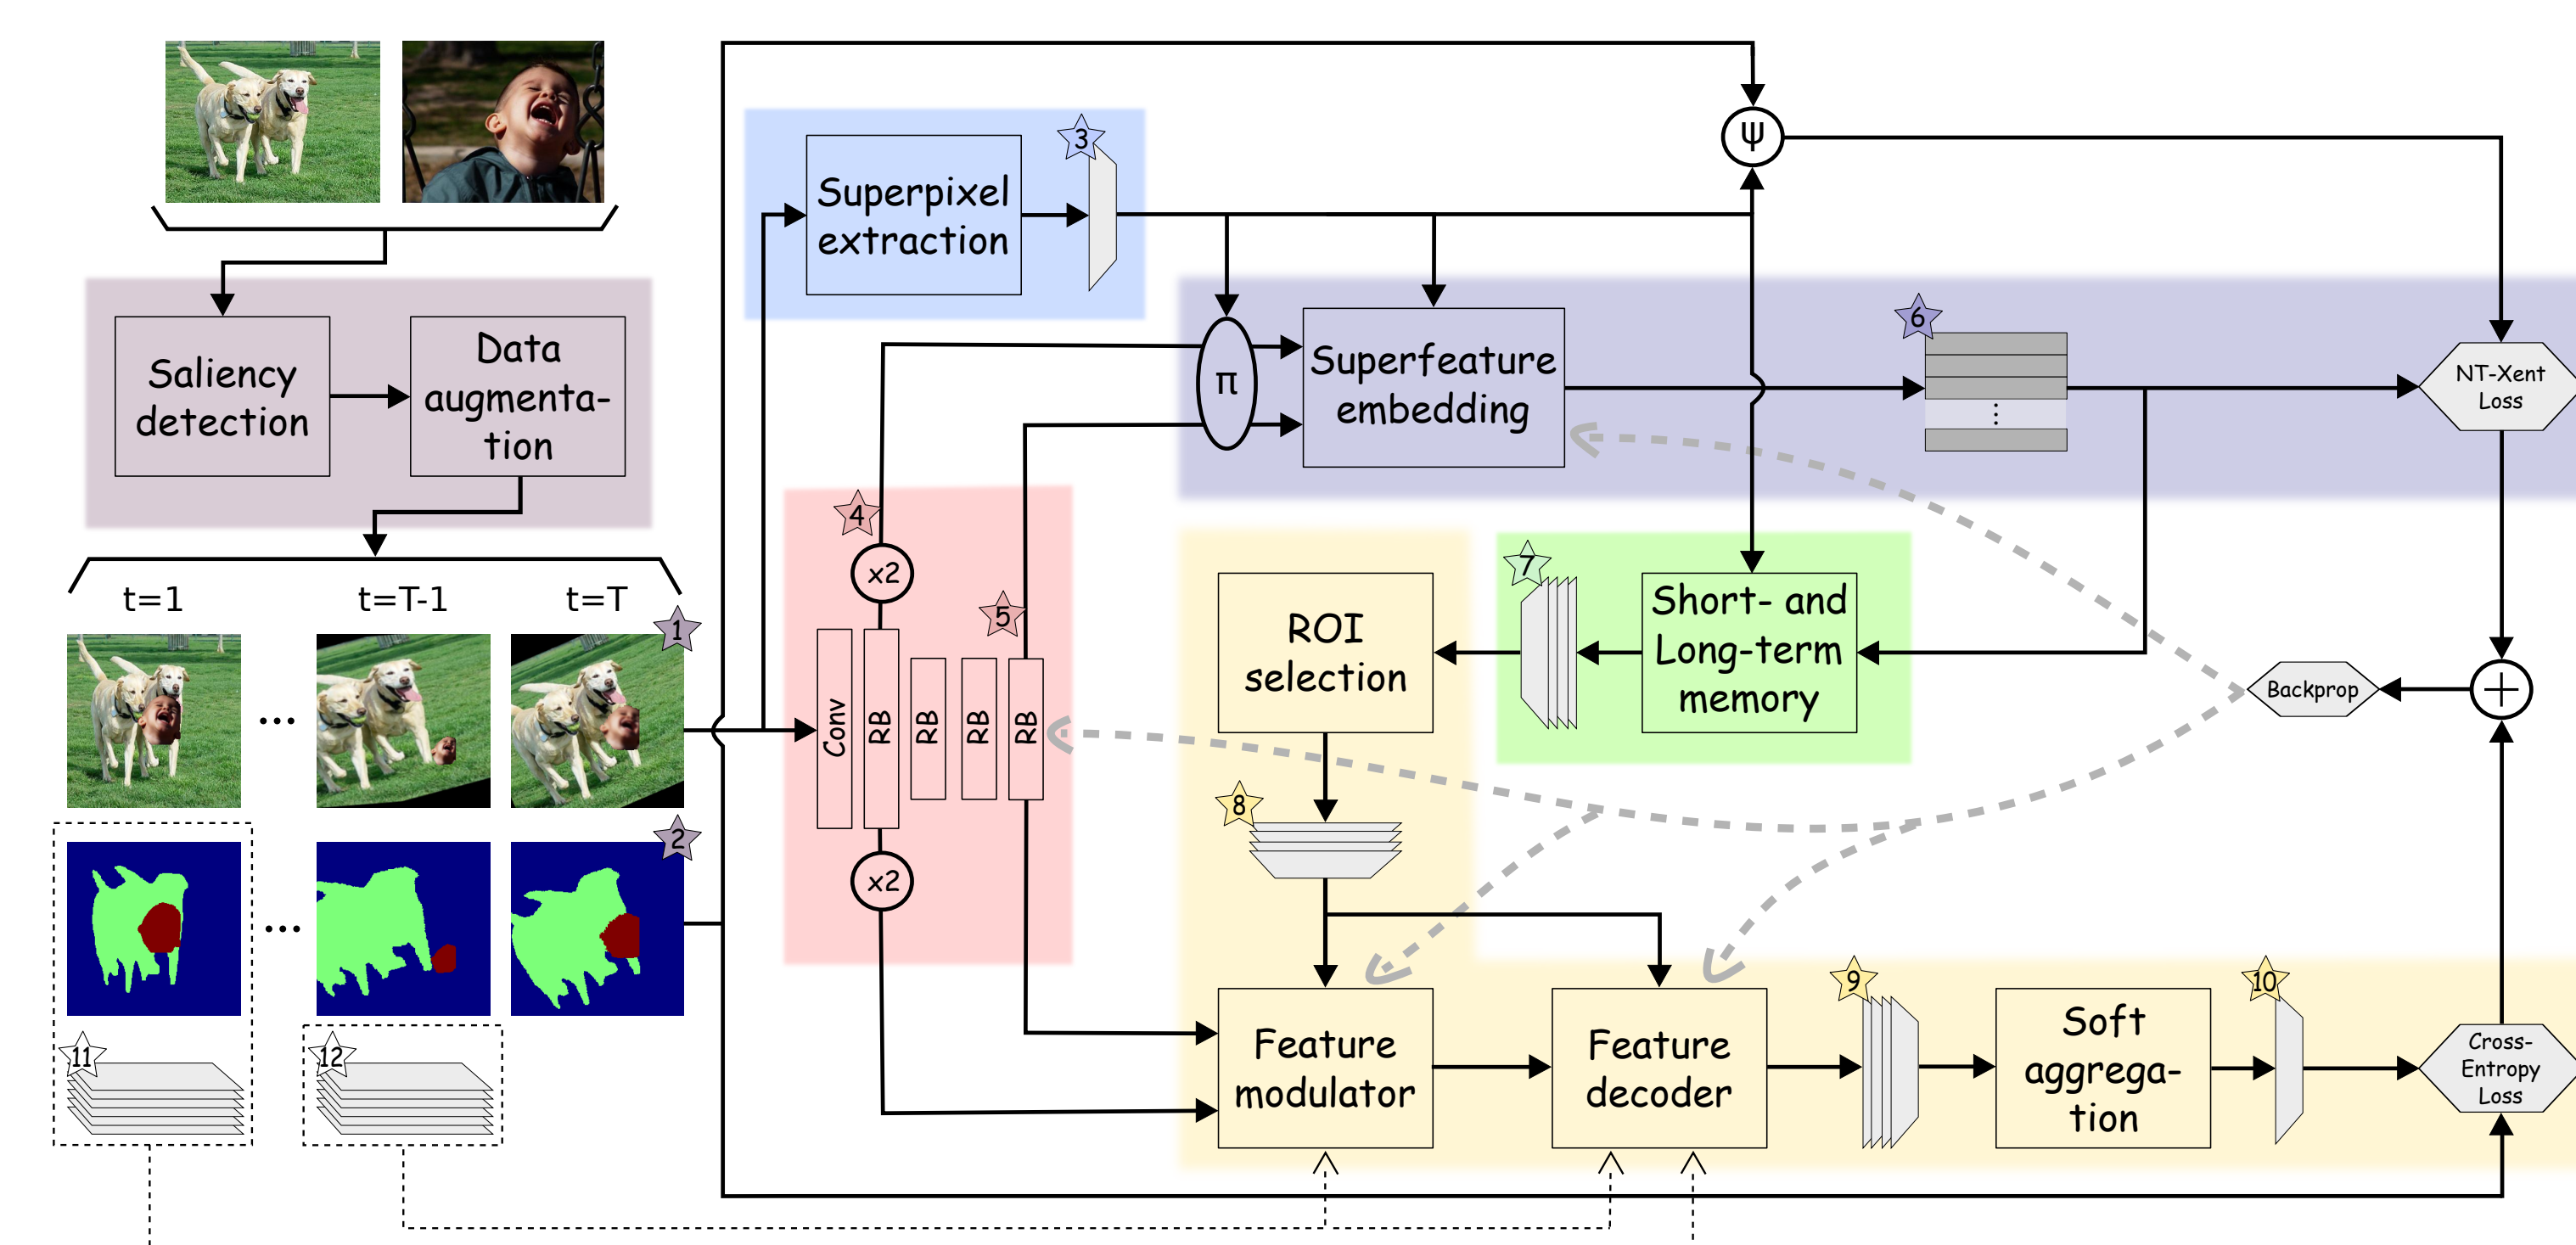 Saliency
detection
Data
augmenta-
tion
t=1
t=T-1
t=T
1
2
11
12
Superpixel
extraction
3
ψ
π
Superfeature
embedding
6
NT-Xent
Loss
4
x2
5
Conv
RB
RB
RB
RB
x2
ROI
selection
7
Short- and
Long-term
memory
Backprop
8
Feature
modulator
Feature
decoder
9
Soft
aggrega-
tion
10
Cross-
Entropy
Loss